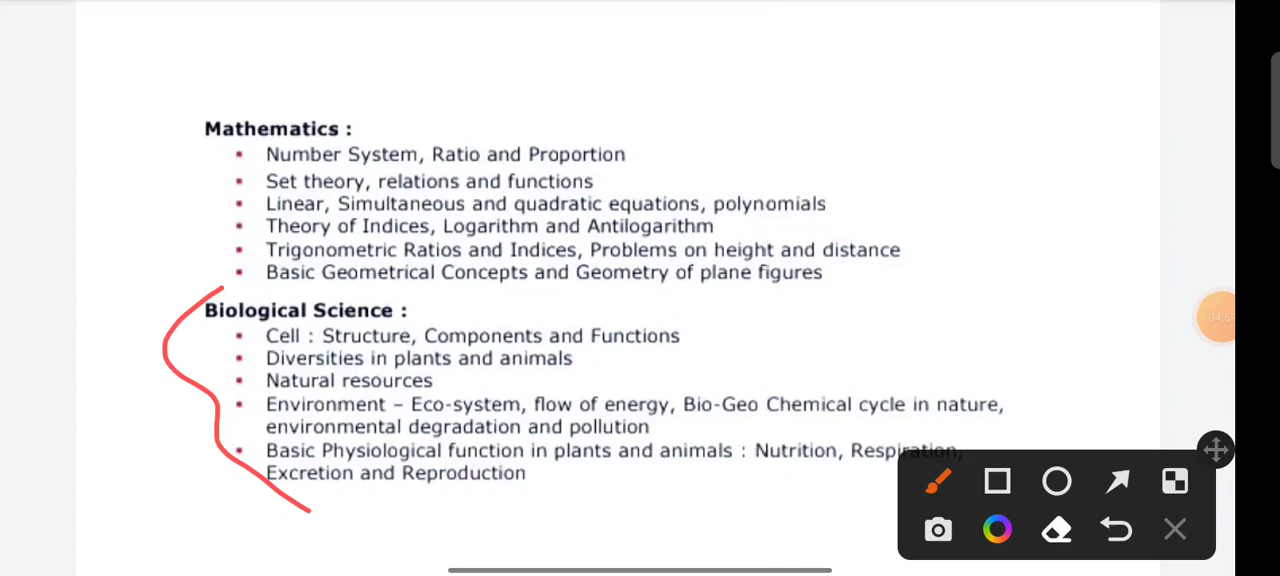 Mathematics :
▪ Number System, Ratio and Proportion
▪ Set theory, relations and functions
▪ Linear, Simultaneous and quadratic equations, polynomials
▪ Theory of Indices, Logarithm and Antilogarithm
▪ Trigonometric Ratios and Indices, Problems on height and distance
▪ Basic Geometrical Concepts and Geometry of plane figures
Biological Science :
▪ Cell : Structure, Components and Functions
▪ Diversities in plants and animals
▪ Natural resources
▪ Environment – Eco-system, flow of energy, Bio-Geo Chemical cycle in nature,
environmental degradation and pollution
▪ Basic Physiological function in plants and animals : Nutrition, Respiration,
Excretion and Reproduction